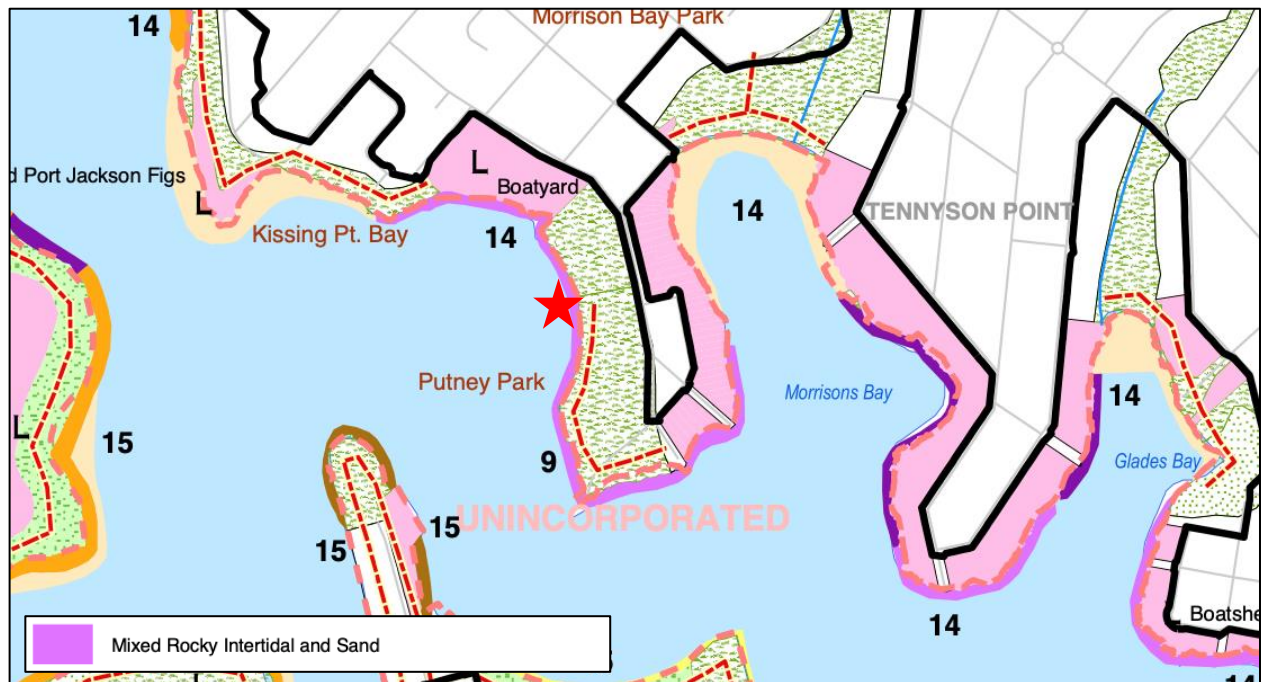 Morrison Bay Park
14
d Port Jackson Figs
L
L
Boatyard
14
TENNYSON POINT
Kissing Pt. Bay
14
Putney Park
Morrisons Bay
14
L
15
9
Glades Bay
UNINCORPORATED
15
15
Boatshe
14
Mixed Rocky Intertidal and Sand